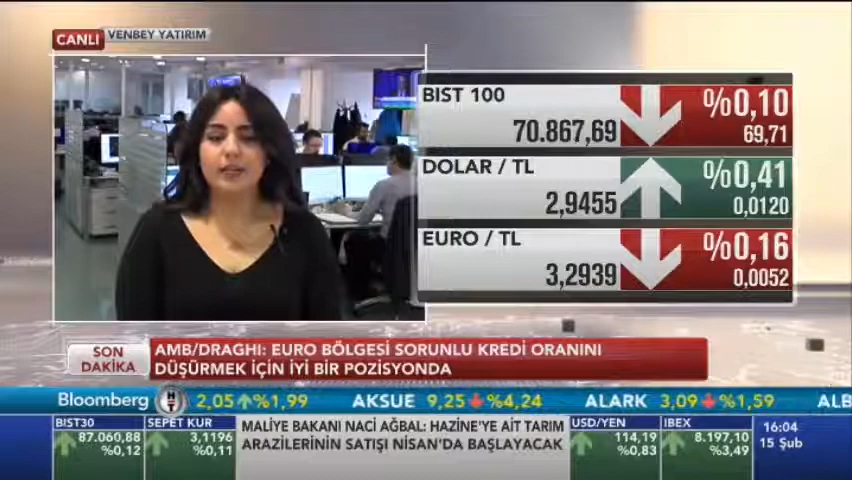 CANLI
VENBEY YATIRIM
BIST 100
%0,10
70.867,69
69,71
DOLAR / TL
%0,41
2,9455
0,0120
EURO / TL
%0,16
3,2939
0,0052
SON
DAKİKA
AMB/DRAGHI: EURO BÖLGESİ SORUNLU KREDİ ORANINI
DÜŞÜRMEK İÇİN İYİ BİR POZİSYONDA
Bloomberg HT 2,05 %1,99 AKSUE 9,25 %4,24 ALARK 3,09 %1,59 ALB
BIST30
87.060,88
%0,12
SEPET KUR
3,1196
%0,11
MALİYE BAKANI NACİ AĞBAL: HAZİNE'YE AİT TARIM
ARAZİLERİNİN SATIŞI NİSAN'DA BAŞLAYACAK
USD/YEN
114,19
%0,83
IBEX
8.197,10
%3,49
16:04
15 Şub